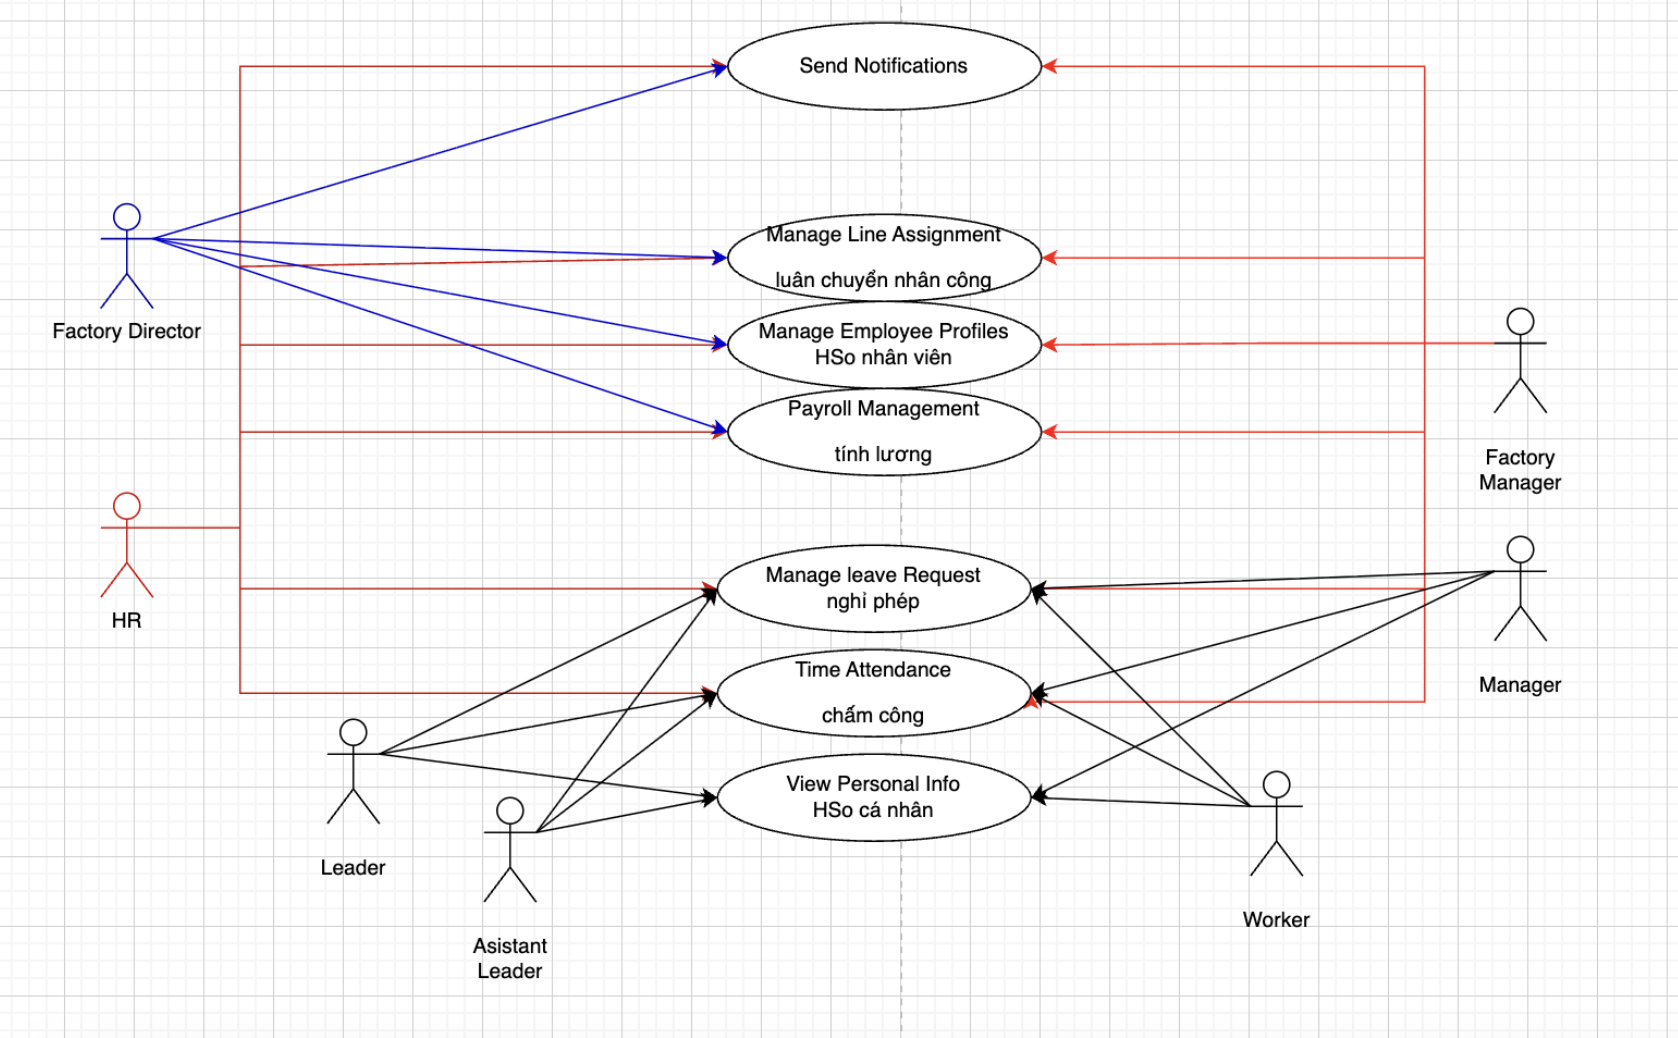 Send Notifications
Manage Line Assignment
luân chuyển nhân công
Manage Employee Profiles
HSo nhân viên
Payroll Management
tính lương
Factory Director
Factory
Manager
HR
Manage leave Request
nghỉ phép
Time Attendance
chấm công
Manager
View Personal Info
HSo cá nhân
Leader
Worker
Asistant
Leader